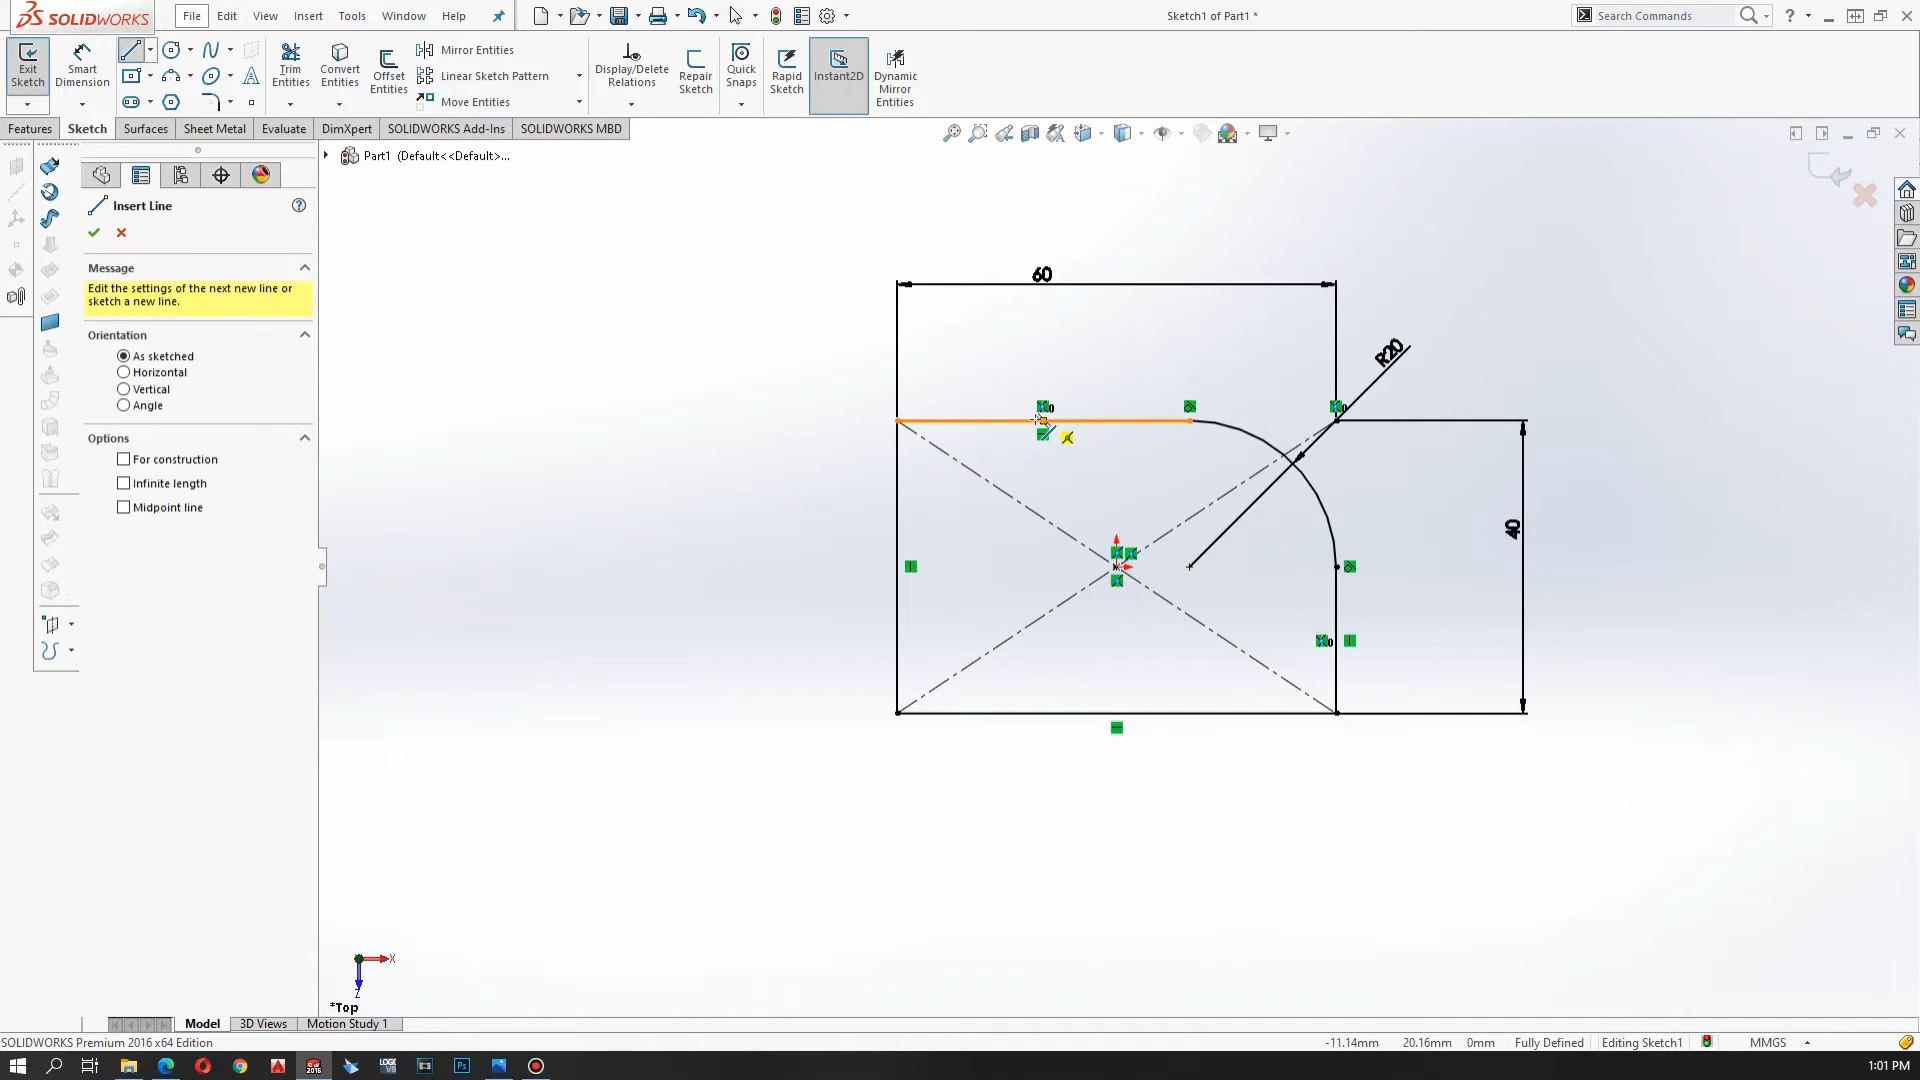 SOLIDWORKS
File Edit View Insert Tools Window Help
Sketch1 of Part1 *
Search Commands
Exit Sketch
Smart Dimension
Trim Entities
Convert Entities
Offset Entities
Mirror Entities
Linear Sketch Pattern
Move Entities
Display/Delete Relations
Repair Sketch
Quick Snaps
Rapid Sketch
Instant2D
Dynamic Mirror Entities
Features Sketch Surfaces Sheet Metal Evaluate DimXpert SOLIDWORKS Add-Ins SOLIDWORKS MBD
Part1 (Default<<Default>...
Insert Line
Message
Edit the settings of the next new line or
sketch a new line.
Orientation
As sketched
Horizontal
Vertical
Angle
Options
For construction
Infinite length
Midpoint line
60
R20
40
0
0
0
X
Z
*Top
Model 3D Views Motion Study 1
SOLIDWORKS Premium 2016 x64 Edition
-11.14mm 20.16mm 0mm Fully Defined Editing Sketch1 MMGS
1:01 PM